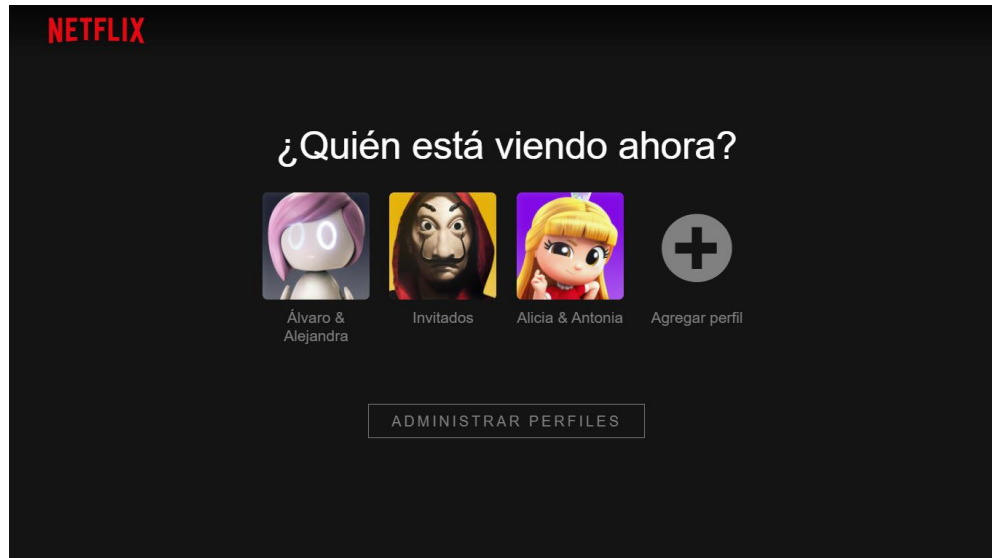 NETFLIX
¿Quién está viendo ahora?
Álvaro &
Alejandra
Invitados
Alicia & Antonia
Agregar perfil
ADMINISTRAR PERFILES